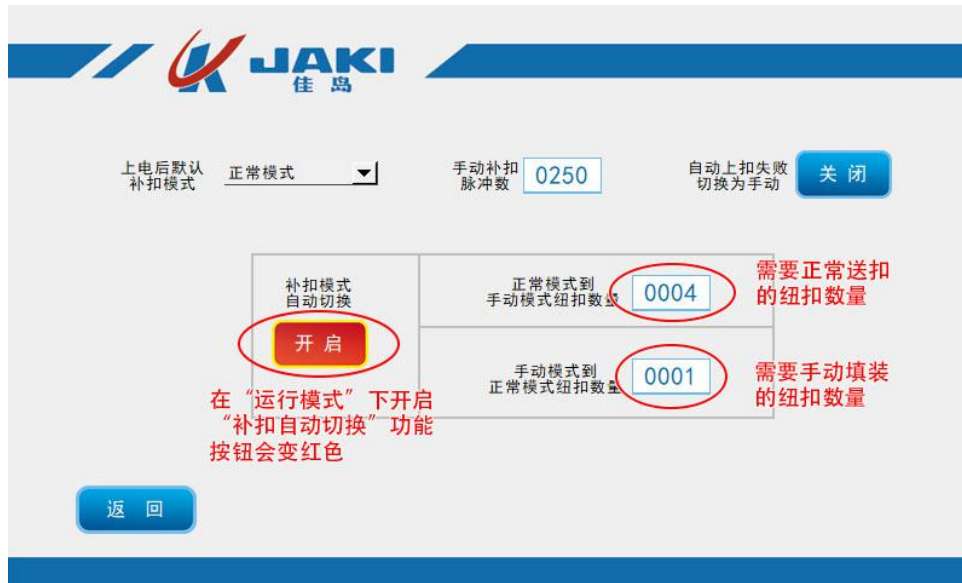 JAKI
佳岛
上电后默认
补扣模式
正常模式
手动补扣
脉冲数
0250
自动上扣失败
切换为手动
关闭
补扣模式
自动切换
开启
正常模式到
手动模式纽扣数量
0004
需要正常送扣
的纽扣数量
手动模式到
正常模式纽扣数量
0001
需要手动填装
的纽扣数量
在“运行模式”下开启
“补扣自动切换”功能
按钮会变红色
返回